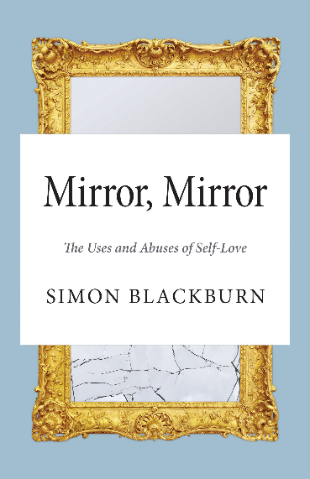 Mirror, Mirror
The Uses and Abuses of Self-Love
SIMON BLACKBURN